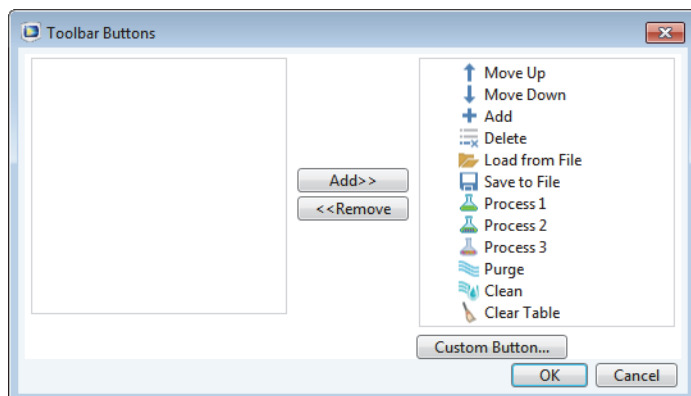 Toolbar Buttons
Move Up
Move Down
Add
Delete
Load from File
Save to File
Process 1
Process 2
Process 3
Purge
Clean
Clear Table
Add>>
<<Remove
Custom Button...
OK
Cancel